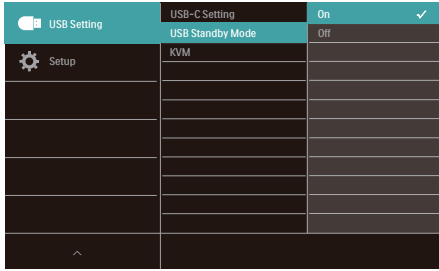 USB Setting
Setup
USB-C Setting
USB Standby Mode
KVM
On
Off